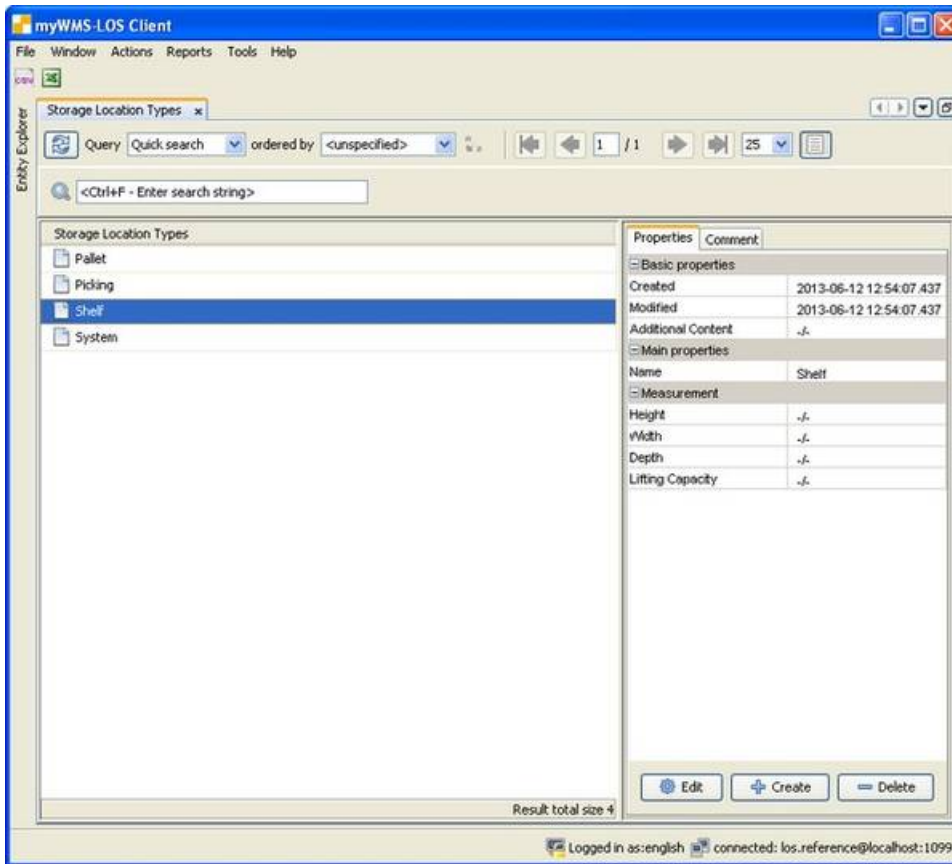 myWMS-LOS Client
File Window Actions Reports Tools Help
csv
Entity Explorer
Storage Location Types x
Query Quick search ordered by <unspecified> 1 / 1 25
<Ctrl+F - Enter search string>
Storage Location Types
Pallet
Picking
Shelf
System
Result total size 4
Properties Comment
Basic properties
Created 2013-06-12 12:54:07.437
Modified 2013-06-12 12:54:07.437
Additional Content -/-
Main properties
Name Shelf
Measurement
Height -/-
Width -/-
Depth -/-
Lifting Capacity -/-
Edit Create Delete
Logged in as:english connected: los.reference@localhost:1099